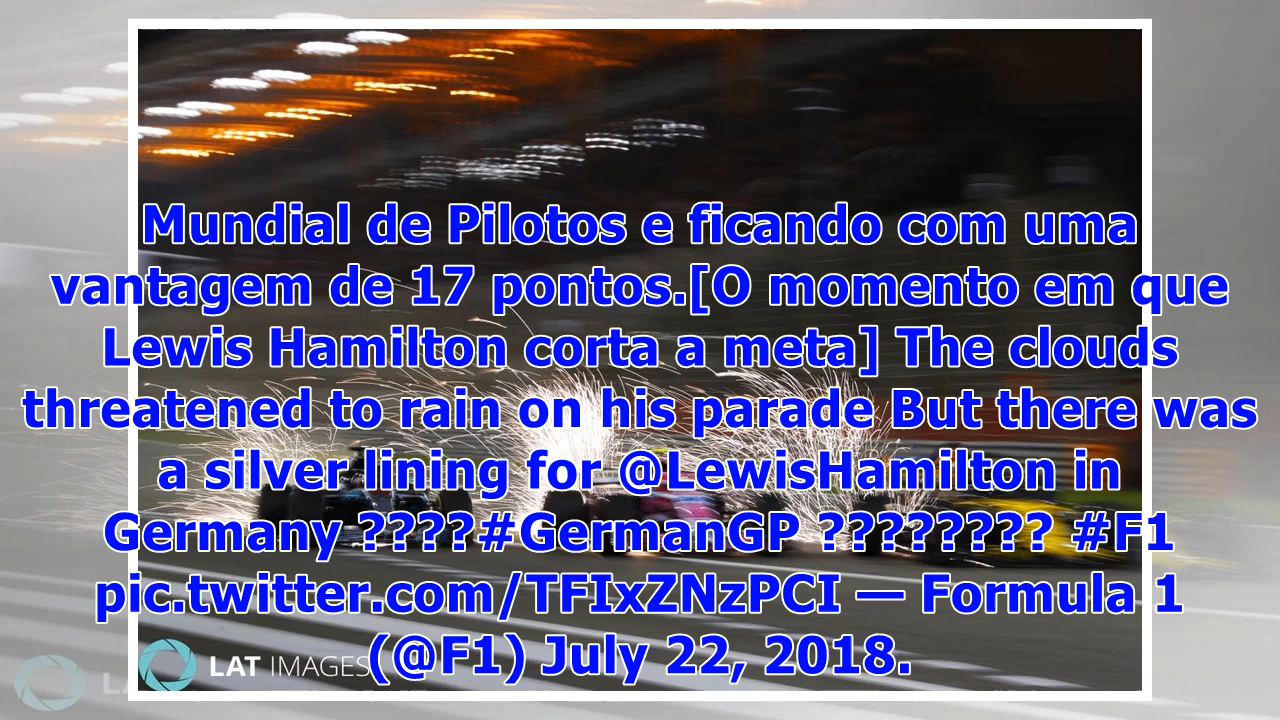 Mundial de Pilotos e ficando com uma
vantagem de 17 pontos.[O momento em que
Lewis Hamilton corta a meta] The clouds
threatened to rain on his parade But there was
a silver lining for @LewisHamilton in
Germany ????#GermanGP ???????? #F1
pic.twitter.com/TFIxZNzPCI — Formula 1
(@F1) July 22, 2018.
LAT IMAGES
LA